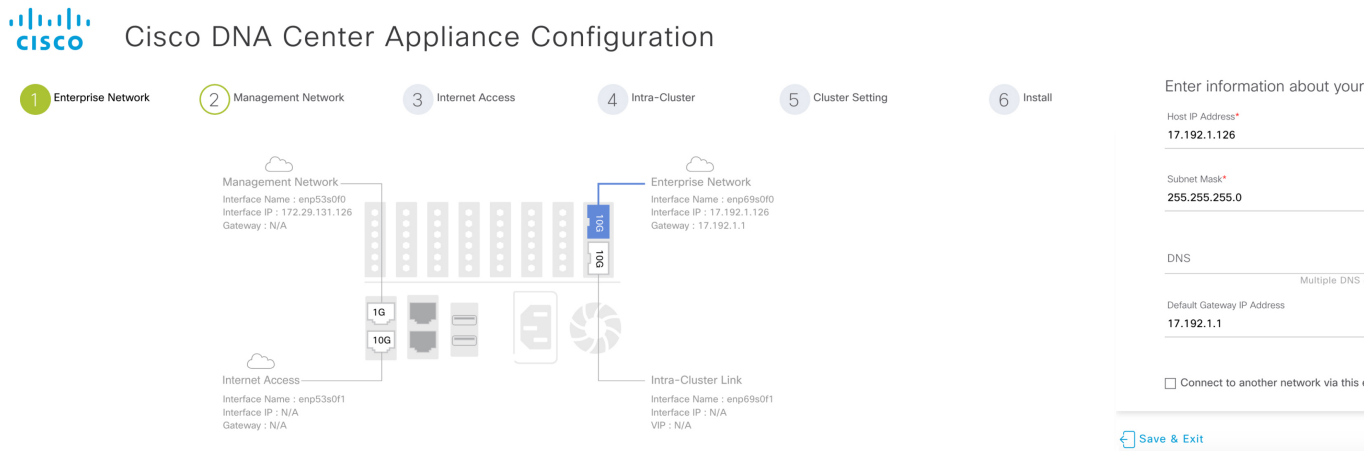 CISCO
Cisco DNA Center Appliance Configuration
1 Enterprise Network
2 Management Network
3 Internet Access
4 Intra-Cluster
5 Cluster Setting
6 Install
Management Network
Interface Name : enp53s0f0
Interface IP : 172.29.131.126
Gateway : N/A
Enterprise Network
Interface Name : enp69s0f0
Interface IP : 17.192.1.126
Gateway : 17.192.1.1
10G
10G
1G
10G
Internet Access
Interface Name : enp53s0f1
Interface IP : N/A
Gateway : N/A
Intra-Cluster Link
Interface Name : enp69s0f1
Interface IP : N/A
VIP : N/A
Enter information about your
Host IP Address*
17.192.1.126
Subnet Mask*
255.255.255.0
DNS
Multiple DNS
Default Gateway IP Address
17.192.1.1
Connect to another network via this
Save & Exit